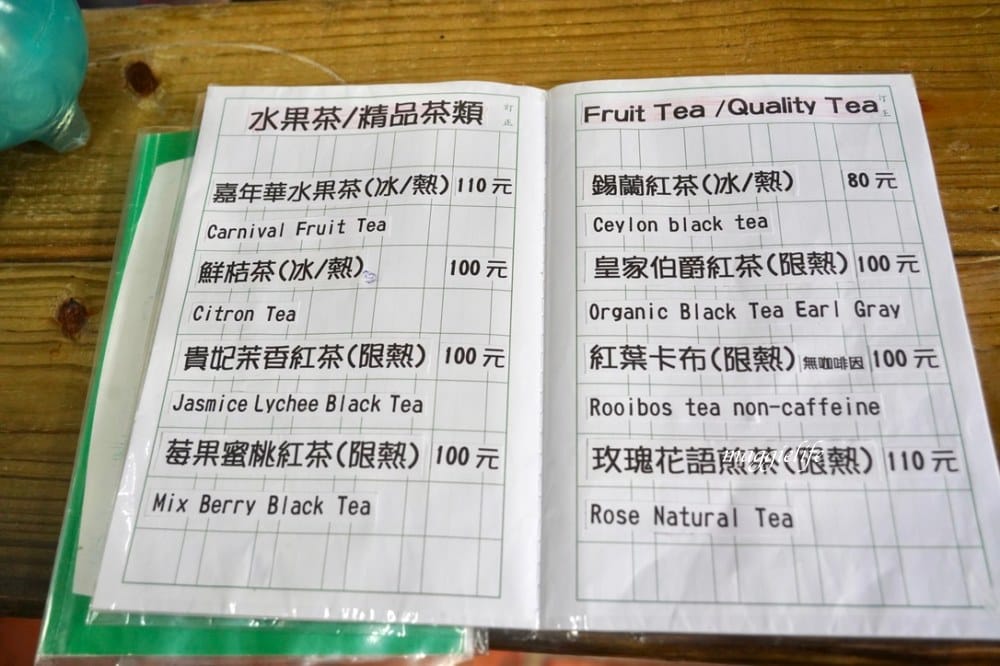 水果茶/精品茶類
訂正
嘉年華水果茶(冰/熱) 110元
Carnival Fruit Tea
鮮桔茶(冰/熱) 100元
Citron Tea
貴妃茉香紅茶(限熱) 100元
Jasmice Lychee Black Tea
莓果蜜桃紅茶(限熱) 100元
Mix Berry Black Tea
Fruit Tea /Quality Tea
訂正
錫蘭紅茶(冰/熱) 80元
Ceylon black tea
皇家伯爵紅茶(限熱) 100元
Organic Black Tea Earl Gray
紅葉卡布(限熱) 無咖啡因 100元
Rooibos tea non-caffeine
玫瑰花語煎茶(限熱) 110元
maggielife
Rose Natural Tea